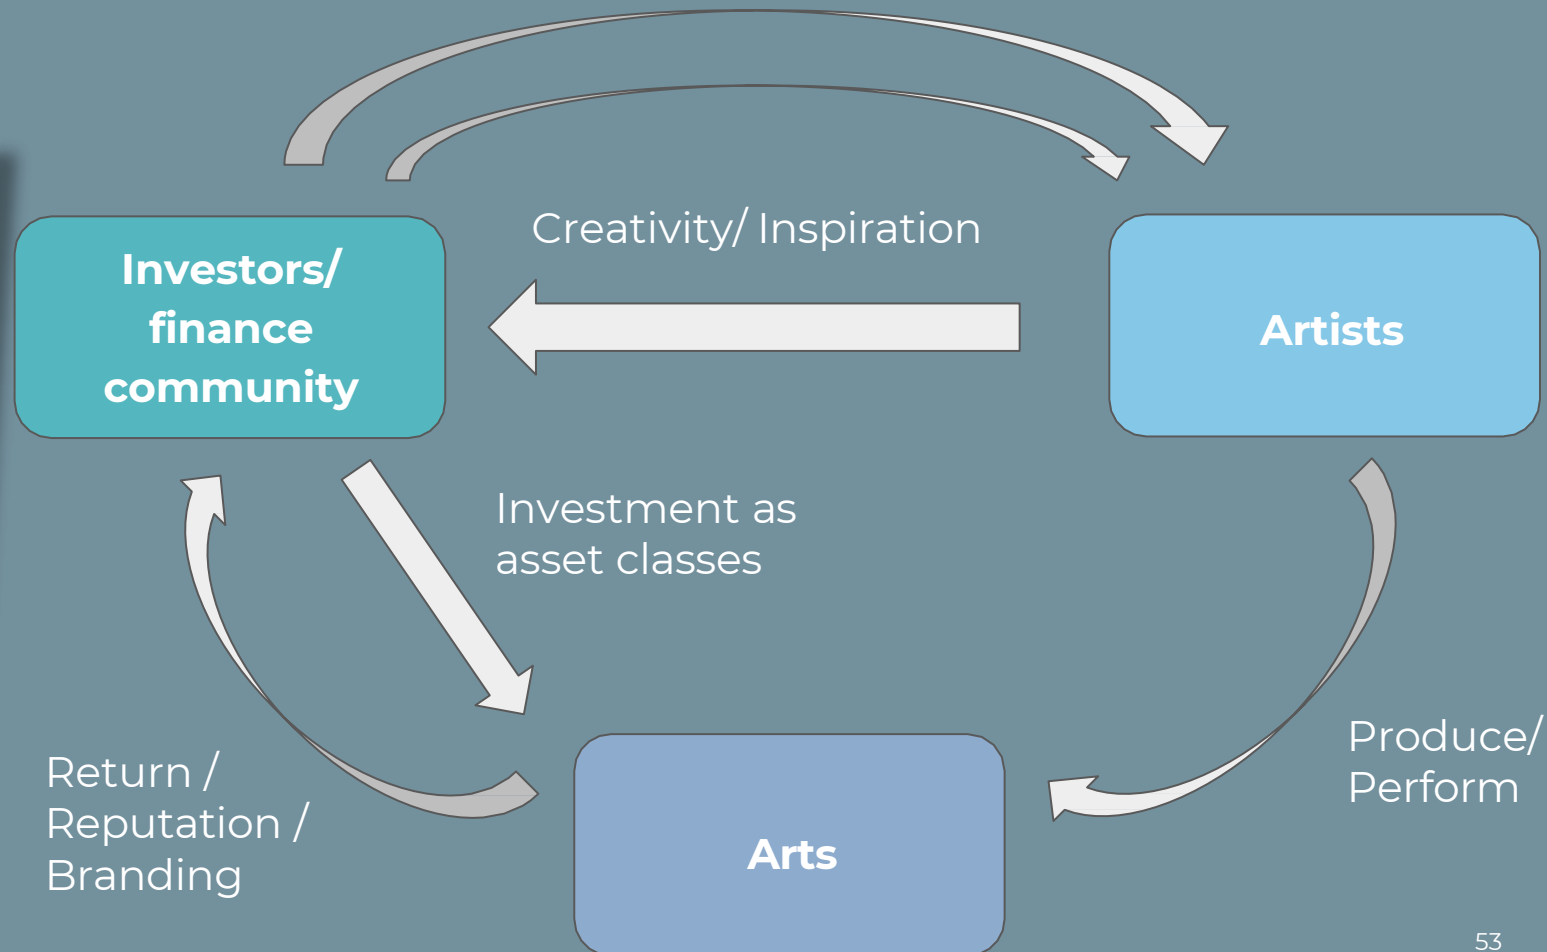 Creativity/ Inspiration
Investors/
finance
community
Artists
Investment as
asset classes
Return /
Reputation /
Branding
Produce/
Perform
Arts
53